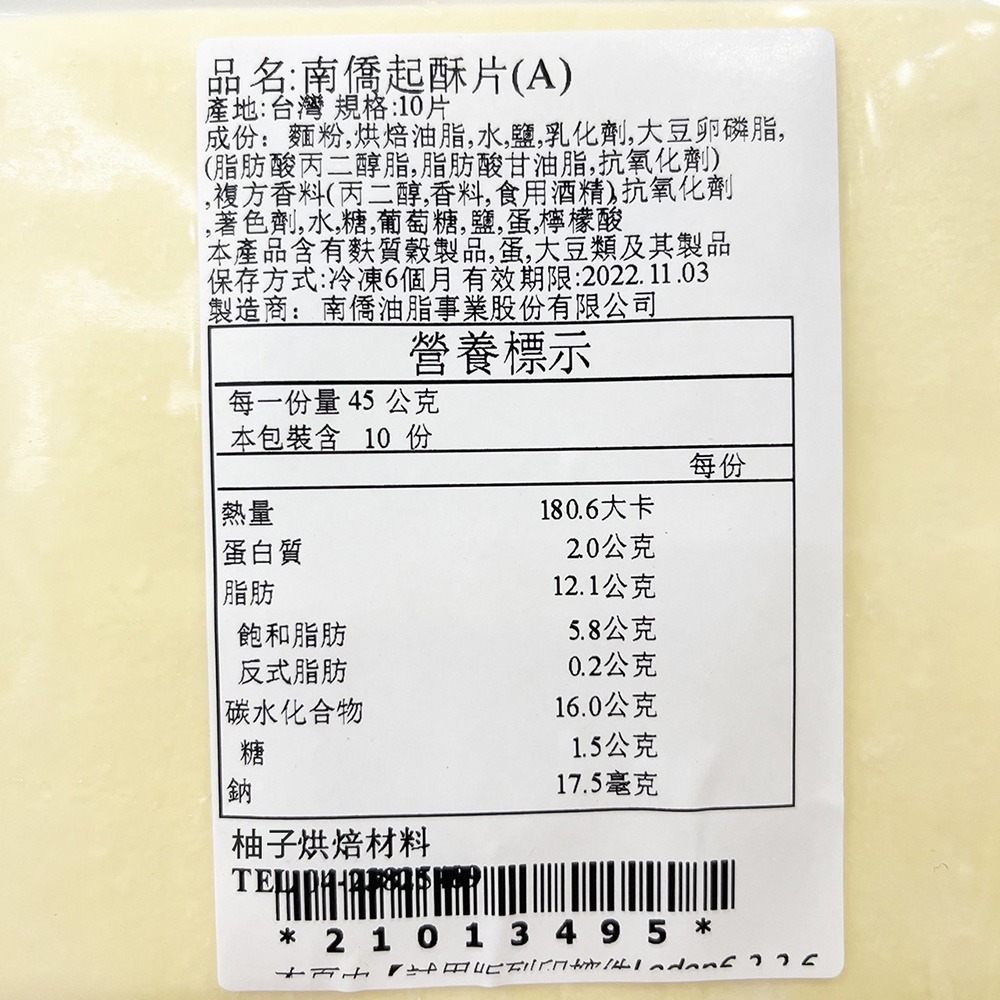 品名:南僑起酥片(A)
產地:台灣 規格:10片
成份: 麵粉,烘焙油脂,水,鹽,乳化劑,大豆卵磷脂,
(脂肪酸丙二醇脂,脂肪酸甘油脂,抗氧化劑)
,複方香料(丙二醇,香料,食用酒精),抗氧化劑
,著色劑,水,糖,葡萄糖,鹽,蛋,檸檬酸
本產品含有麩質穀製品,蛋,大豆類及其製品
保存方式:冷凍6個月 有效期限:2022.11.03
製造商: 南僑油脂事業股份有限公司
營養標示
每一份量 45 公克
本包裝含 10 份
每份
熱量 180.6大卡
蛋白質 2.0公克
脂肪 12.1公克
飽和脂肪 5.8公克
反式脂肪 0.2公克
碳水化合物 16.0公克
糖 1.5公克
鈉 17.5毫克
柚子烘焙材料
TEL
*21013495*